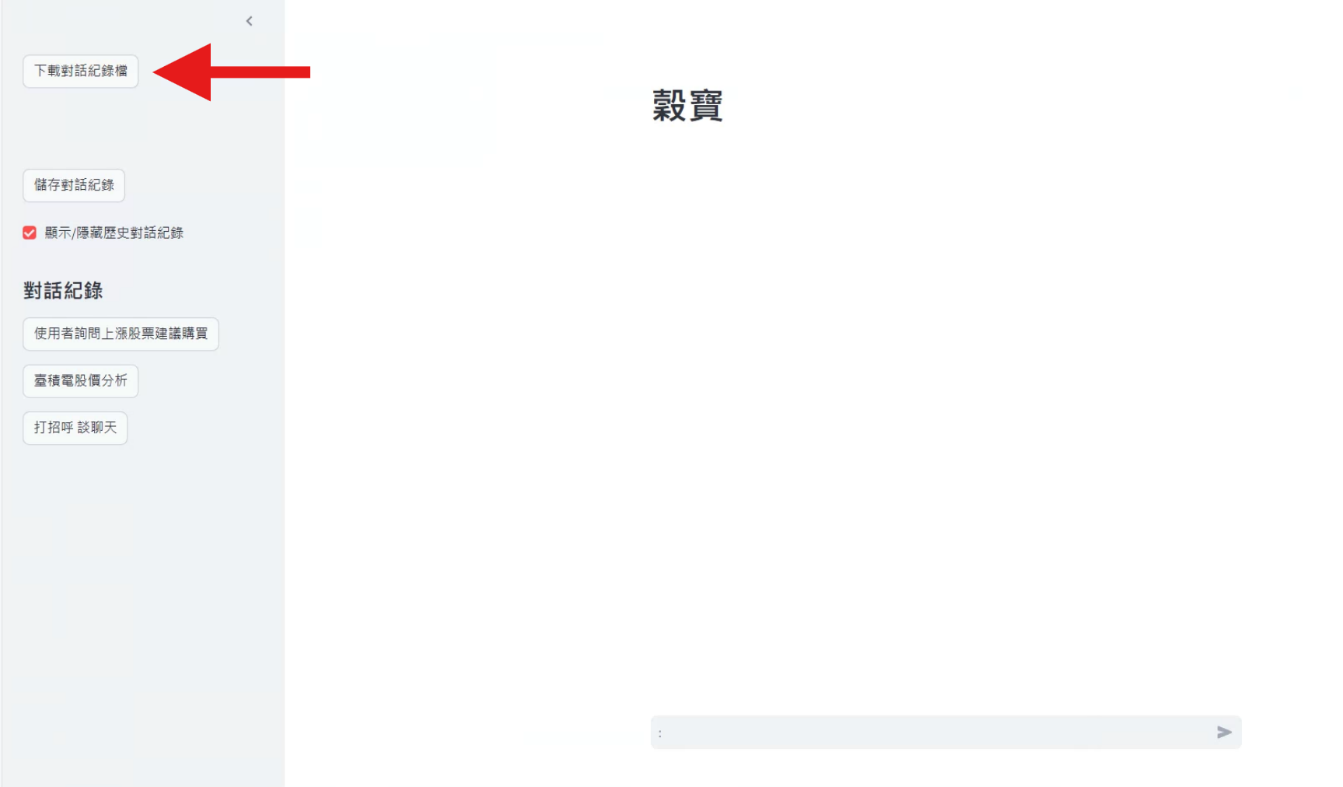 下載對話紀錄檔
儲存對話紀錄
顯示/隱藏歷史對話紀錄
對話紀錄
使用者詢問上漲股票建議購買
臺積電股價分析
打招呼 談聊天
穀寶
: